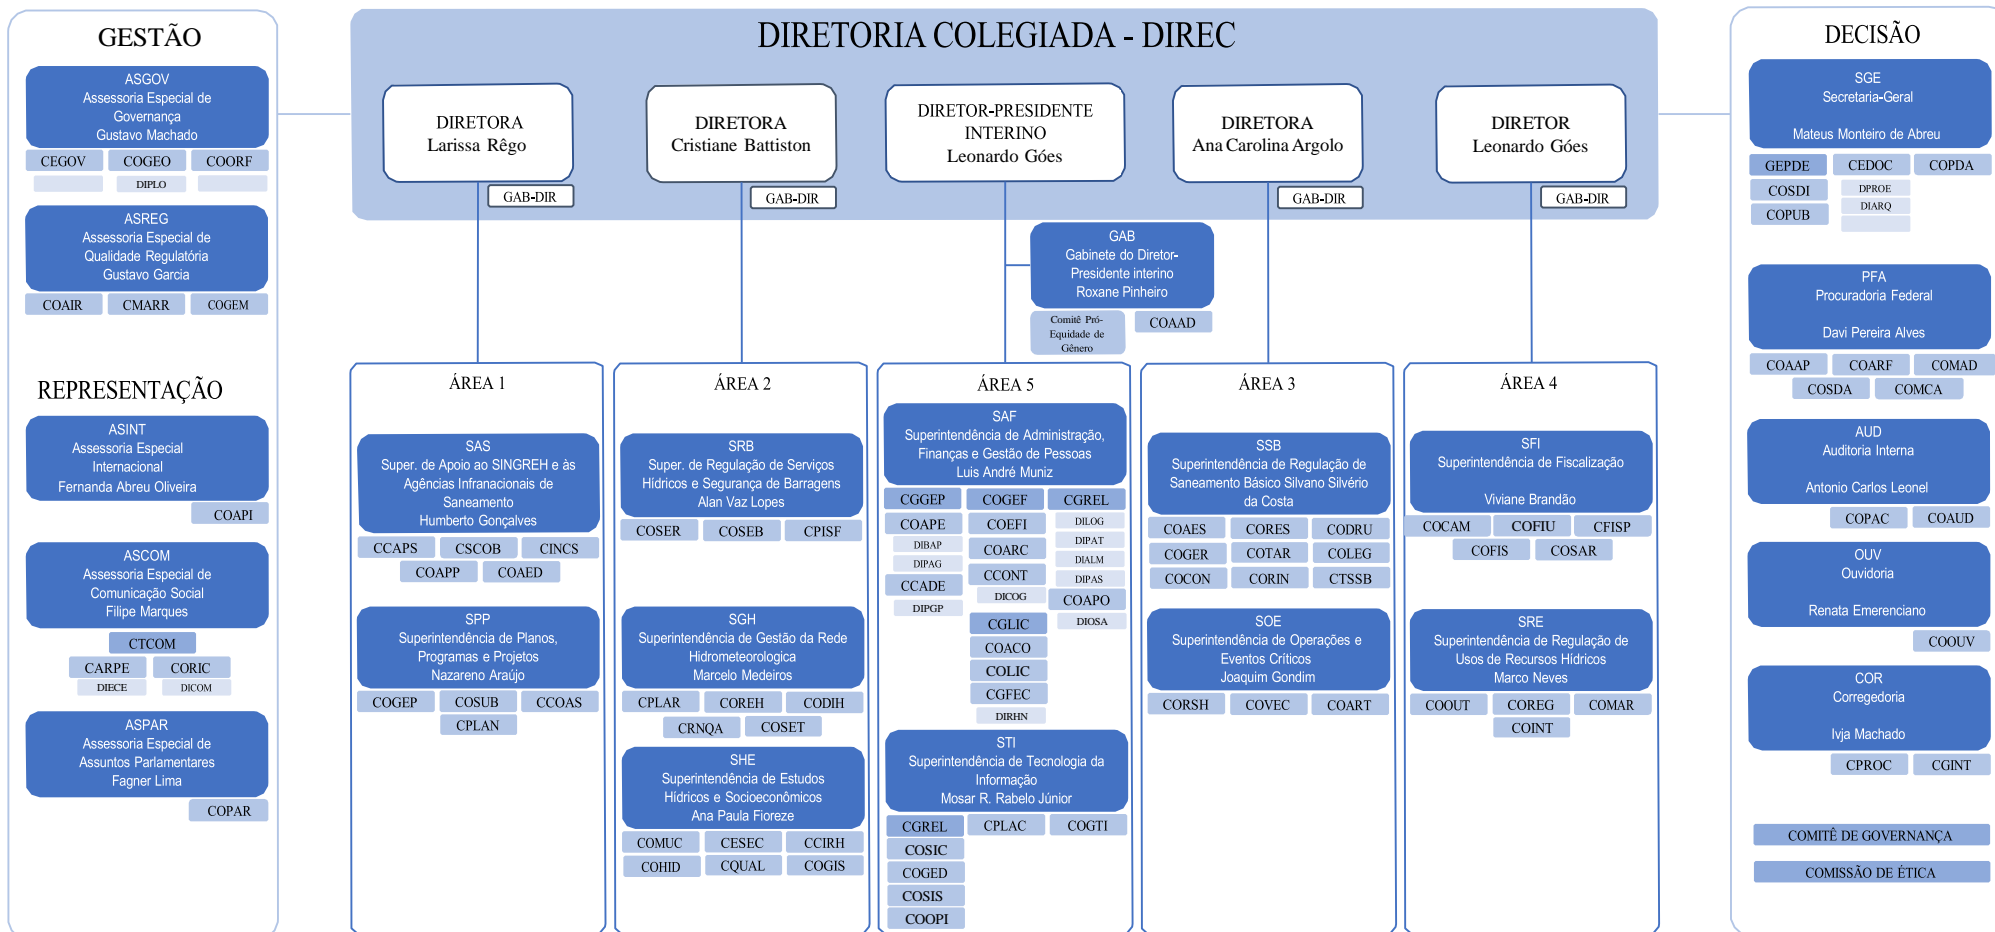 GESTÃO
ASGOV
Assessoria Especial de
Governança
Gustavo Machado
CEGOV COGEO COORF
DIPLO
ASREG
Assessoria Especial de
Qualidade Regulatória
Gustavo Garcia
COAIR CMARR COGEM
REPRESENTAÇÃO
ASINT
Assessoria Especial
Internacional
Fernanda Abreu Oliveira
COAPI
ASCOM
Assessoria Especial de
Comunicação Social
Filipe Marques
CTCOM
CARPE CORIC
DIECE DICOM
ASPAR
Assessoria Especial de
Assuntos Parlamentares
Fagner Lima
COPAR
DIRETORIA COLEGIADA - DIREC
DIRETORA
Larissa Rêgo
GAB-DIR
DIRETORA
Cristiane Battiston
GAB-DIR
DIRETOR-PRESIDENTE
INTERINO
Leonardo Góes
DIRETORA
Ana Carolina Argolo
GAB-DIR
DIRETOR
Leonardo Góes
GAB-DIR
GAB
Gabinete do Diretor-
Presidente interino
Roxane Pinheiro
Comitê Pró-
Equidade de
Gênero
COAAD
ÁREA 1
SAS
Super. de Apoio ao SINGREH e às
Agências Infranacionais de
Saneamento
Humberto Gonçalves
CCAPS CSCOB CINCS
COAPP COAED
SPP
Superintendência de Planos,
Programas e Projetos
Nazareno Araújo
COGEP COSUB CCOAS
CPLAN
ÁREA 2
SRB
Super. de Regulação de Serviços
Hídricos e Segurança de Barragens
Alan Vaz Lopes
COSER COSEB CPISF
SGH
Superintendência de Gestão da Rede
Hidrometeorologica
Marcelo Medeiros
CPLAR COREH CODIH
CRNQA COSET
SHE
Superintendência de Estudos
Hídricos e Socioeconômicos
Ana Paula Fioreze
COMUC CESEC CCIRH
COHID CQUAL COGIS
ÁREA 5
SAF
Superintendência de Administração,
Finanças e Gestão de Pessoas
Luis André Muniz
CGGEP COGEF CGREL
COAPE COEFI DILOG
DIBAP COARC DIPAT
DIPAG DIALM
CCADE CCONT DIPAS
DIPGP DICOG COAPO
CGLIC DIOSA
COACO
COLIC
CGFEC
DIRHN
STI
Superintendência de Tecnologia da
Informação
Mosar R. Rabelo Júnior
CGREL CPLAC COGTI
COSIC
COGED
COSIS
COOPI
ÁREA 3
SSB
Superintendência de Regulação de
Saneamento Básico Silvano Silvério
da Costa
COAES CORES CODRU
COGER COTAR COLEG
COCON CORIN CTSSB
SOE
Superintendência de Operações e
Eventos Críticos
Joaquim Gondim
CORSH COVEC COART
ÁREA 4
SFI
Superintendência de Fiscalização
Viviane Brandão
COCAM COFIU CFISP
COFIS COSAR
SRE
Superintendência de Regulação de
Usos de Recursos Hídricos
Marco Neves
COOUT COREG COMAR
COINT
DECISÃO
SGE
Secretaria-Geral
Mateus Monteiro de Abreu
GEPDE CEDOC COPDA
COSDI DPROE
COPUB DIARQ
PFA
Procuradoria Federal
Davi Pereira Alves
COAAP COARF COMAD
COSDA COMCA
AUD
Auditoria Interna
Antonio Carlos Leonel
COPAC COAUD
OUV
Ouvidoria
Renata Emerenciano
COOUV
COR
Corregedoria
Ivja Machado
CPROC CGINT
COMITÊ DE GOVERNANÇA
COMISSÃO DE ÉTICA